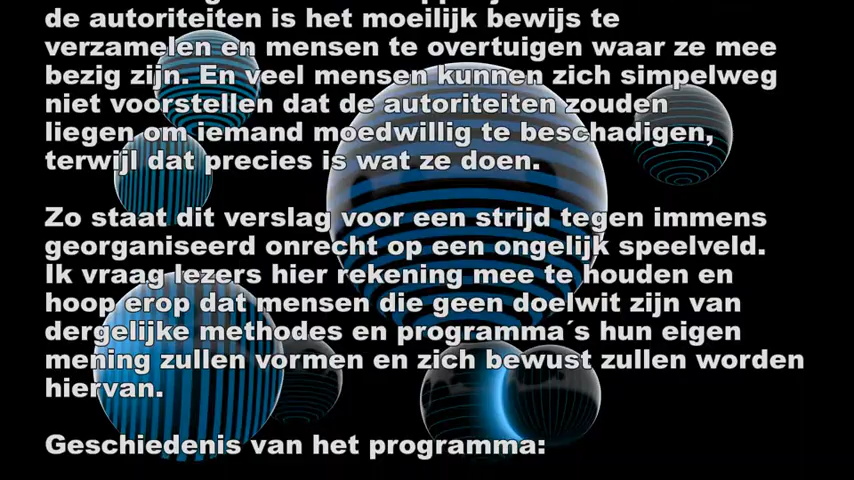 de autoriteiten is het moeilijk bewijs te
verzamelen en mensen te overtuigen waar ze mee
bezig zijn. En veel mensen kunnen zich simpelweg
niet voorstellen dat de autoriteiten zouden
liegen om iemand moedwillig te beschadigen,
terwijl dat precies is wat ze doen.
Zo staat dit verslag voor een strijd tegen immens
georganiseerd onrecht op een ongelijk speelveld.
Ik vraag lezers hier rekening mee te houden en
hoop erop dat mensen die geen doelwit zijn van
dergelijke methodes en programma´s hun eigen
mening zullen vormen en zich bewust zullen worden
hiervan.
Geschiedenis van het programma: